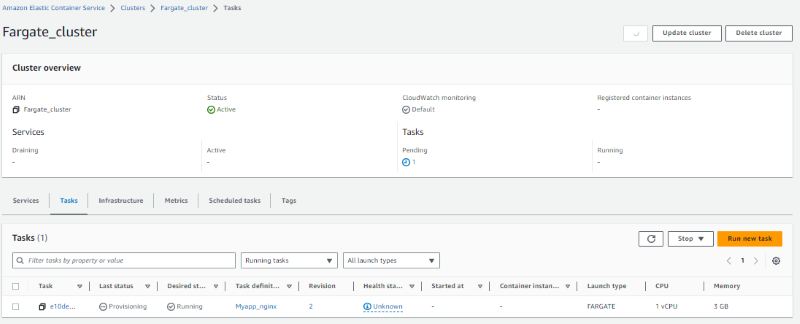 Amazon Elastic Container Service > Clusters > Fargate_cluster > Tasks
Fargate_cluster
Update cluster Delete cluster
Cluster overview
ARN Status CloudWatch monitoring Registered container instances
Fargate_cluster Active Default -
Services Tasks
Draining Active Pending Running
- - 1 -
Services Tasks Infrastructure Metrics Scheduled tasks Tags
Tasks (1) Stop ▼ Run new task
Filter tasks by property or value Running tasks ▼ All launch types ▼ < 1 >
Task Last status Desired st... Task definit... Revision Health sta... Started at Container instan... Launch type CPU Memory
e10de... Provisioning Running Myapp_nginx 2 Unknown - - FARGATE 1 vCPU 3 GB